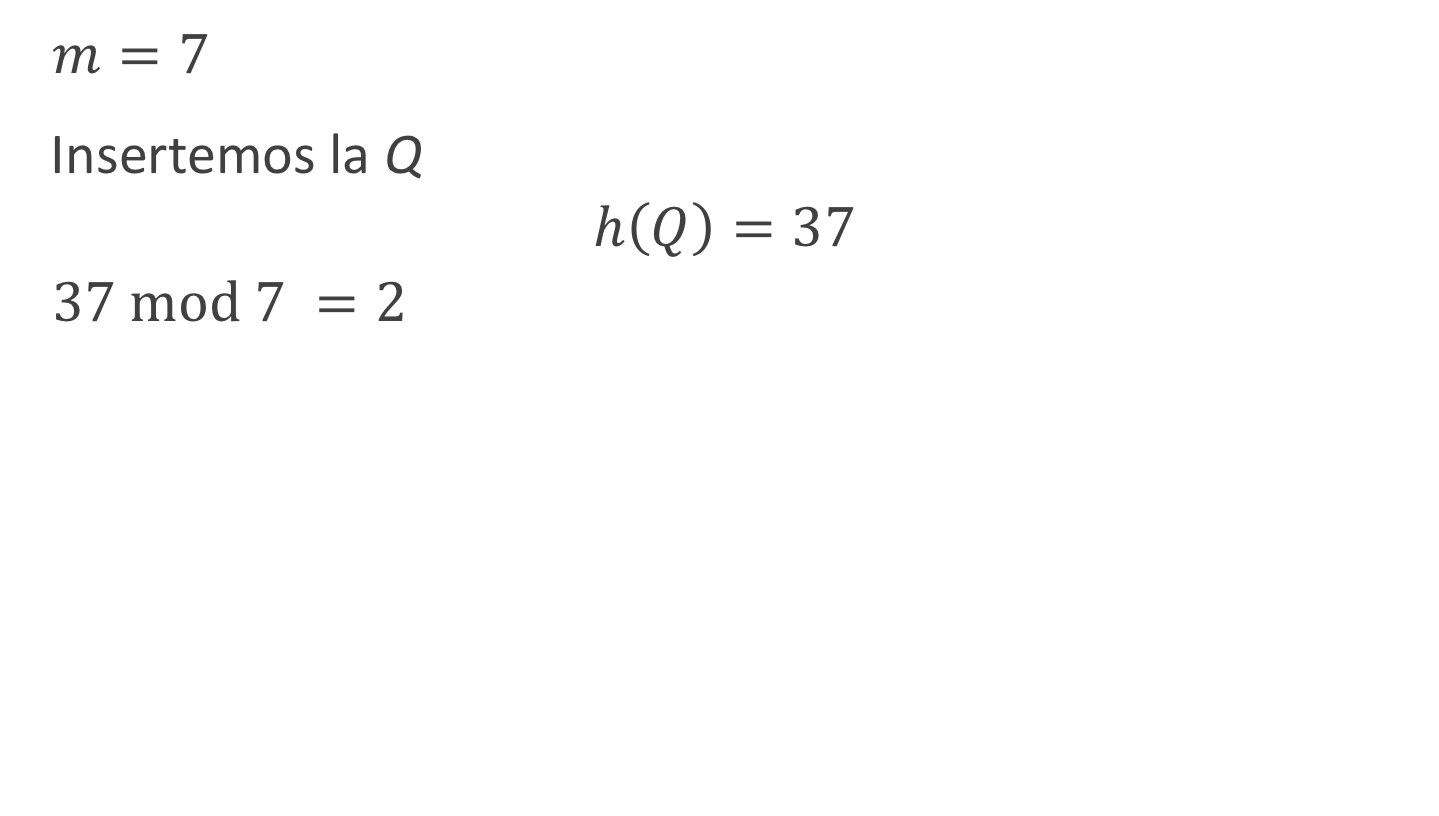 m = 7
Insertemos la Q
h(Q) = 37
37 mod 7 = 2